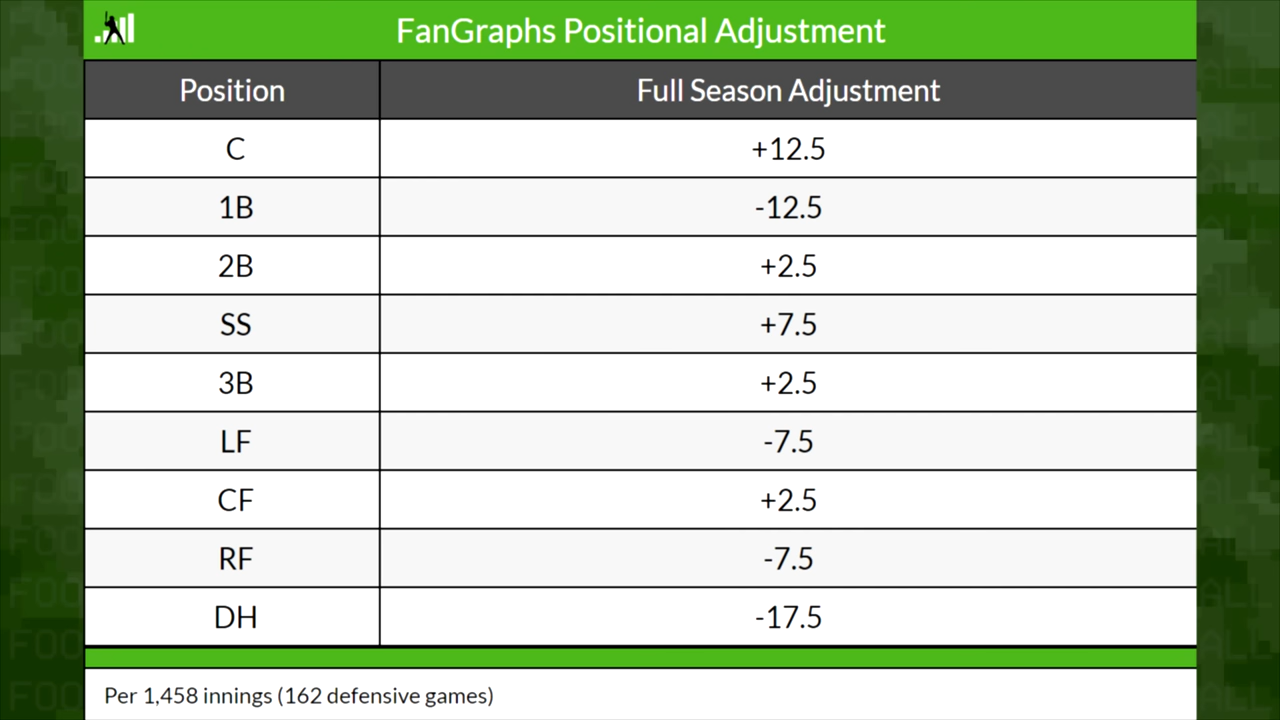 FanGraphs Positional Adjustment
Position Full Season Adjustment
C +12.5
1B -12.5
2B +2.5
SS +7.5
3B +2.5
LF -7.5
CF +2.5
RF -7.5
DH -17.5
Per 1,458 innings (162 defensive games)